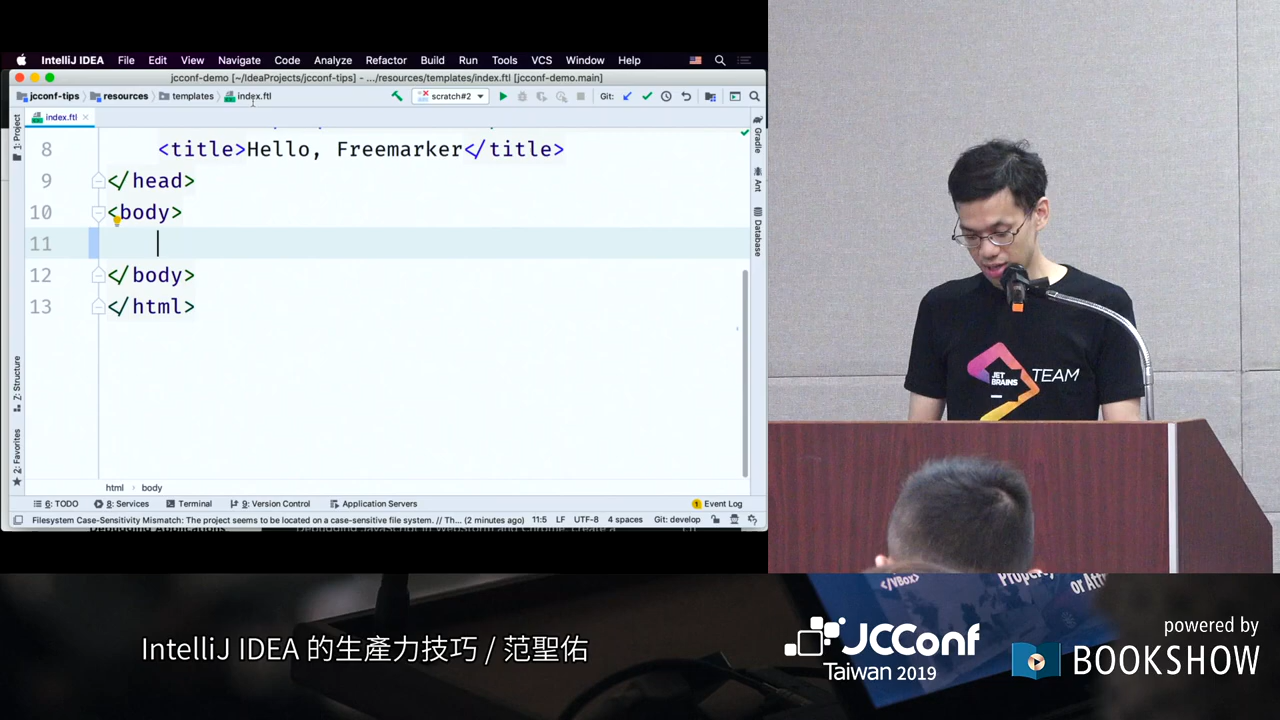 IntelliJ IDEA File Edit View Navigate Code Analyze Refactor Build Run Tools VCS Window Help
jcconf-demo [~/IdeaProjects/jcconf-tips] - .../resources/templates/index.ftl [jcconf-demo.main]
jcconf-tips resources templates index.ftl scratch#2 Git:
index.ftl
1: Project
Gradle
Ant
Database
8 <title>Hello, Freemarker</title>
9 </head>
10 <body>
11
12 </body>
13 </html>
Z: Structure
2: Favorites
html › body
6: TODO 8: Services Terminal 9: Version Control Application Servers 1 Event Log
Filesystem Case-Sensitivity Mismatch: The project seems to be located on a case-sensitive file system. // Th... (2 minutes ago) 11:5 LF UTF-8 4 spaces Git: develop
JET
BRAINS
TEAM
</VBox>
or
IntelliJ IDEA 的生產力技巧 / 范聖佑
JCConf
Taiwan 2019
powered by
BOOKSHOW